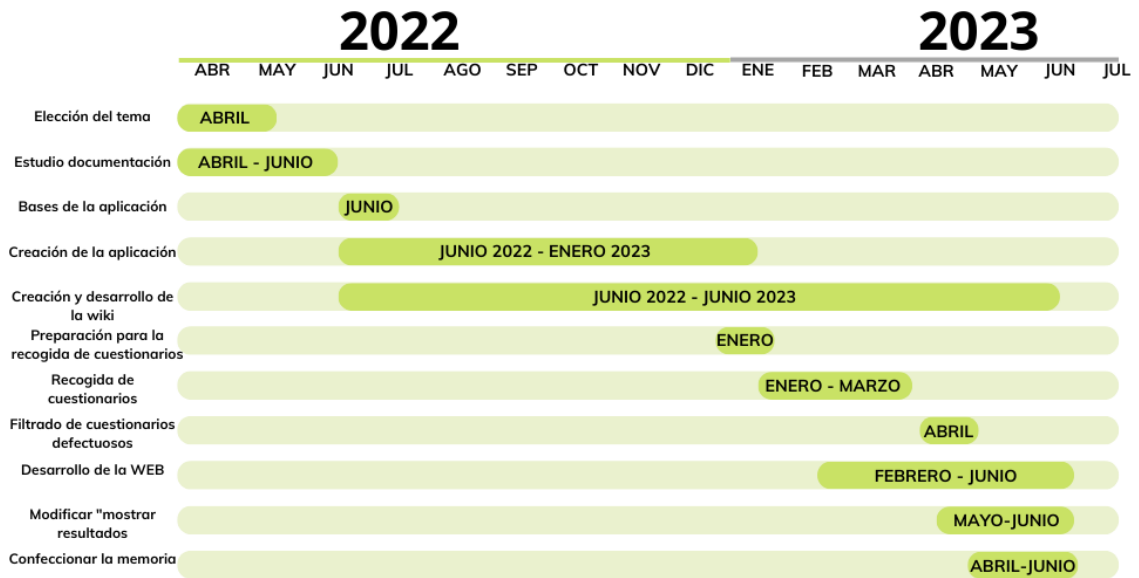 2022 2023
ABR MAY JUN JUL AGO SEP OCT NOV DIC ENE FEB MAR ABR MAY JUN JUL
Elección del tema ABRIL
Estudio documentación ABRIL - JUNIO
Bases de la aplicación JUNIO
Creación de la aplicación JUNIO 2022 - ENERO 2023
Creación y desarrollo de
la wiki
JUNIO 2022 - JUNIO 2023
Preparación para la
recogida de cuestionarios
ENERO
Recogida de
cuestionarios
ENERO - MARZO
Filtrado de cuestionarios
defectuosos
ABRIL
Desarrollo de la WEB FEBRERO - JUNIO
Modificar "mostrar
resultados
MAYO-JUNIO
Confeccionar la memoria ABRIL-JUNIO